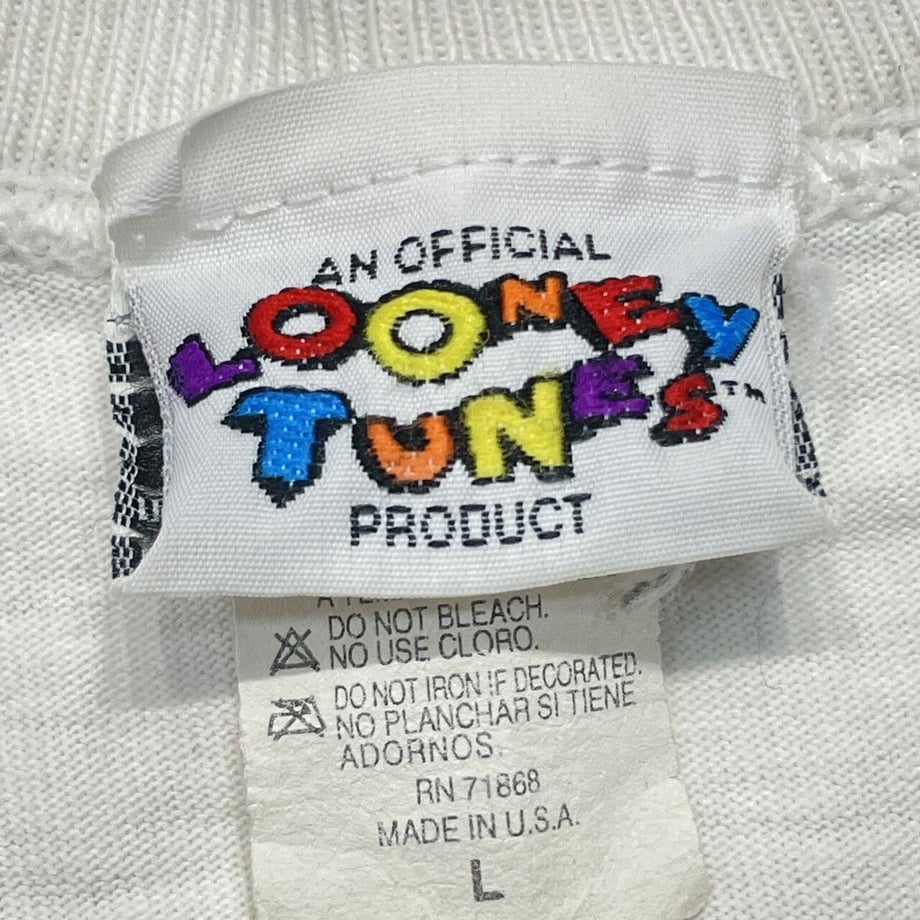 AN OFFICIAL
LOONEY
TUNES™
PRODUCT
DO NOT BLEACH.
NO USE CLORO.
DO NOT IRON IF DECORATED.
NO PLANCHAR SI TIENE
ADORNOS.
RN 71868
MADE IN U.S.A.
L